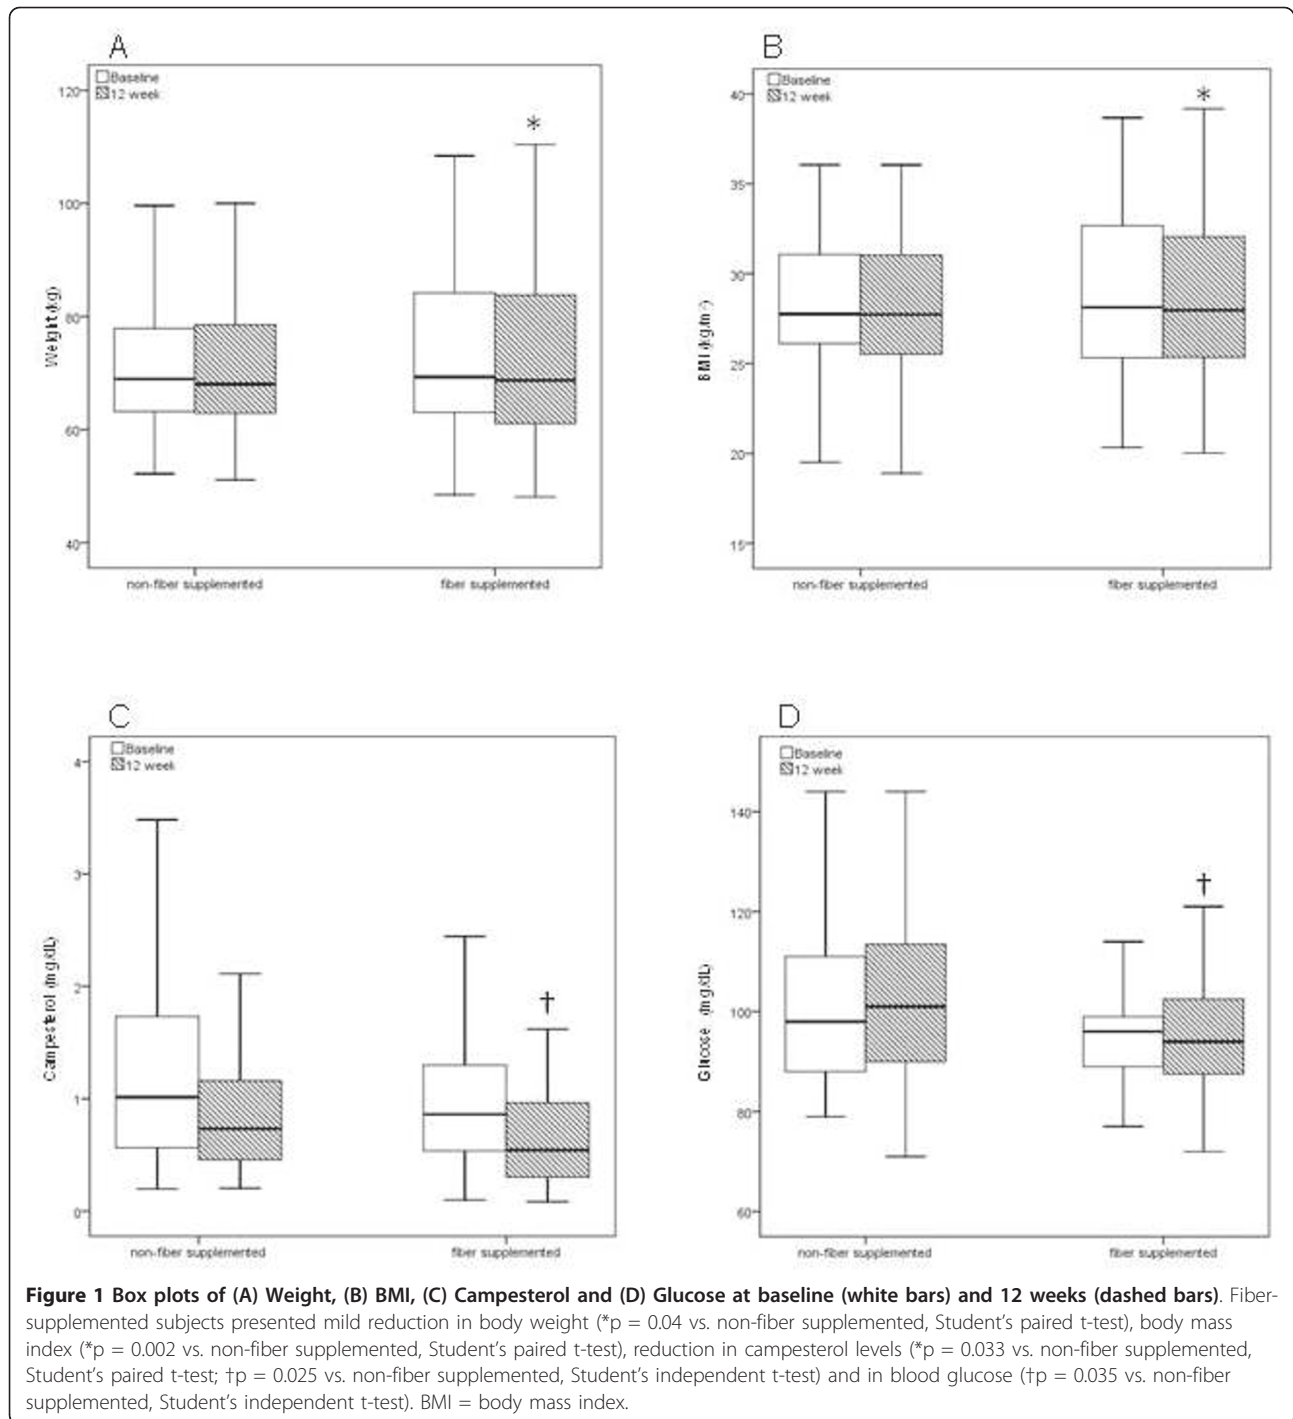 A
Baseline
12 week
120
*
100
Weight (kg)
80
60
40
non-fiber supplemented
fiber supplemented
B
Baseline
12 week
40
*
35
30
BMI (kg/m²)
25
20
15
non-fiber supplemented
fiber supplemented
C
Baseline
12 week
4
3
Campesterol (mg/dL)
2
†
1
0
non-fiber supplemented
fiber supplemented
D
Baseline
12 week
140
120
†
100
Glucose (mg/dL)
80
60
non-fiber supplemented
fiber supplemented
Figure 1 Box plots of (A) Weight, (B) BMI, (C) Campesterol and (D) Glucose at baseline (white bars) and 12 weeks (dashed bars). Fiber-
supplemented subjects presented mild reduction in body weight (*p = 0.04 vs. non-fiber supplemented, Student's paired t-test), body mass
index (*p = 0.002 vs. non-fiber supplemented, Student's paired t-test), reduction in campesterol levels (*p = 0.033 vs. non-fiber supplemented,
Student's paired t-test; †p = 0.025 vs. non-fiber supplemented, Student's independent t-test) and in blood glucose (†p = 0.035 vs. non-fiber
supplemented, Student's independent t-test). BMI = body mass index.